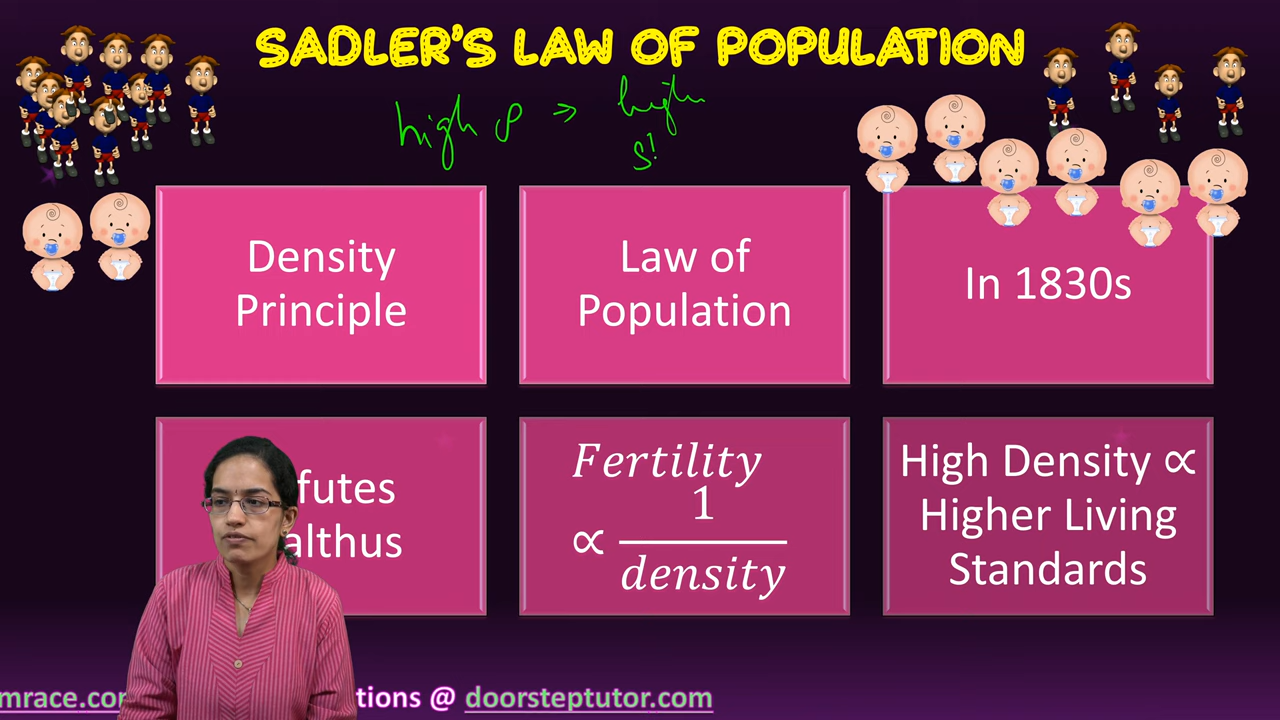 SADLER'S LAW OF POPULATION
high ρ → high
Density
Principle
Law of
Population
In 1830s
futes
althus
Fertility
∝ 1/density
High Density ∝
Higher Living
Standards
mrace.com
tions @ doorsteptutor.com